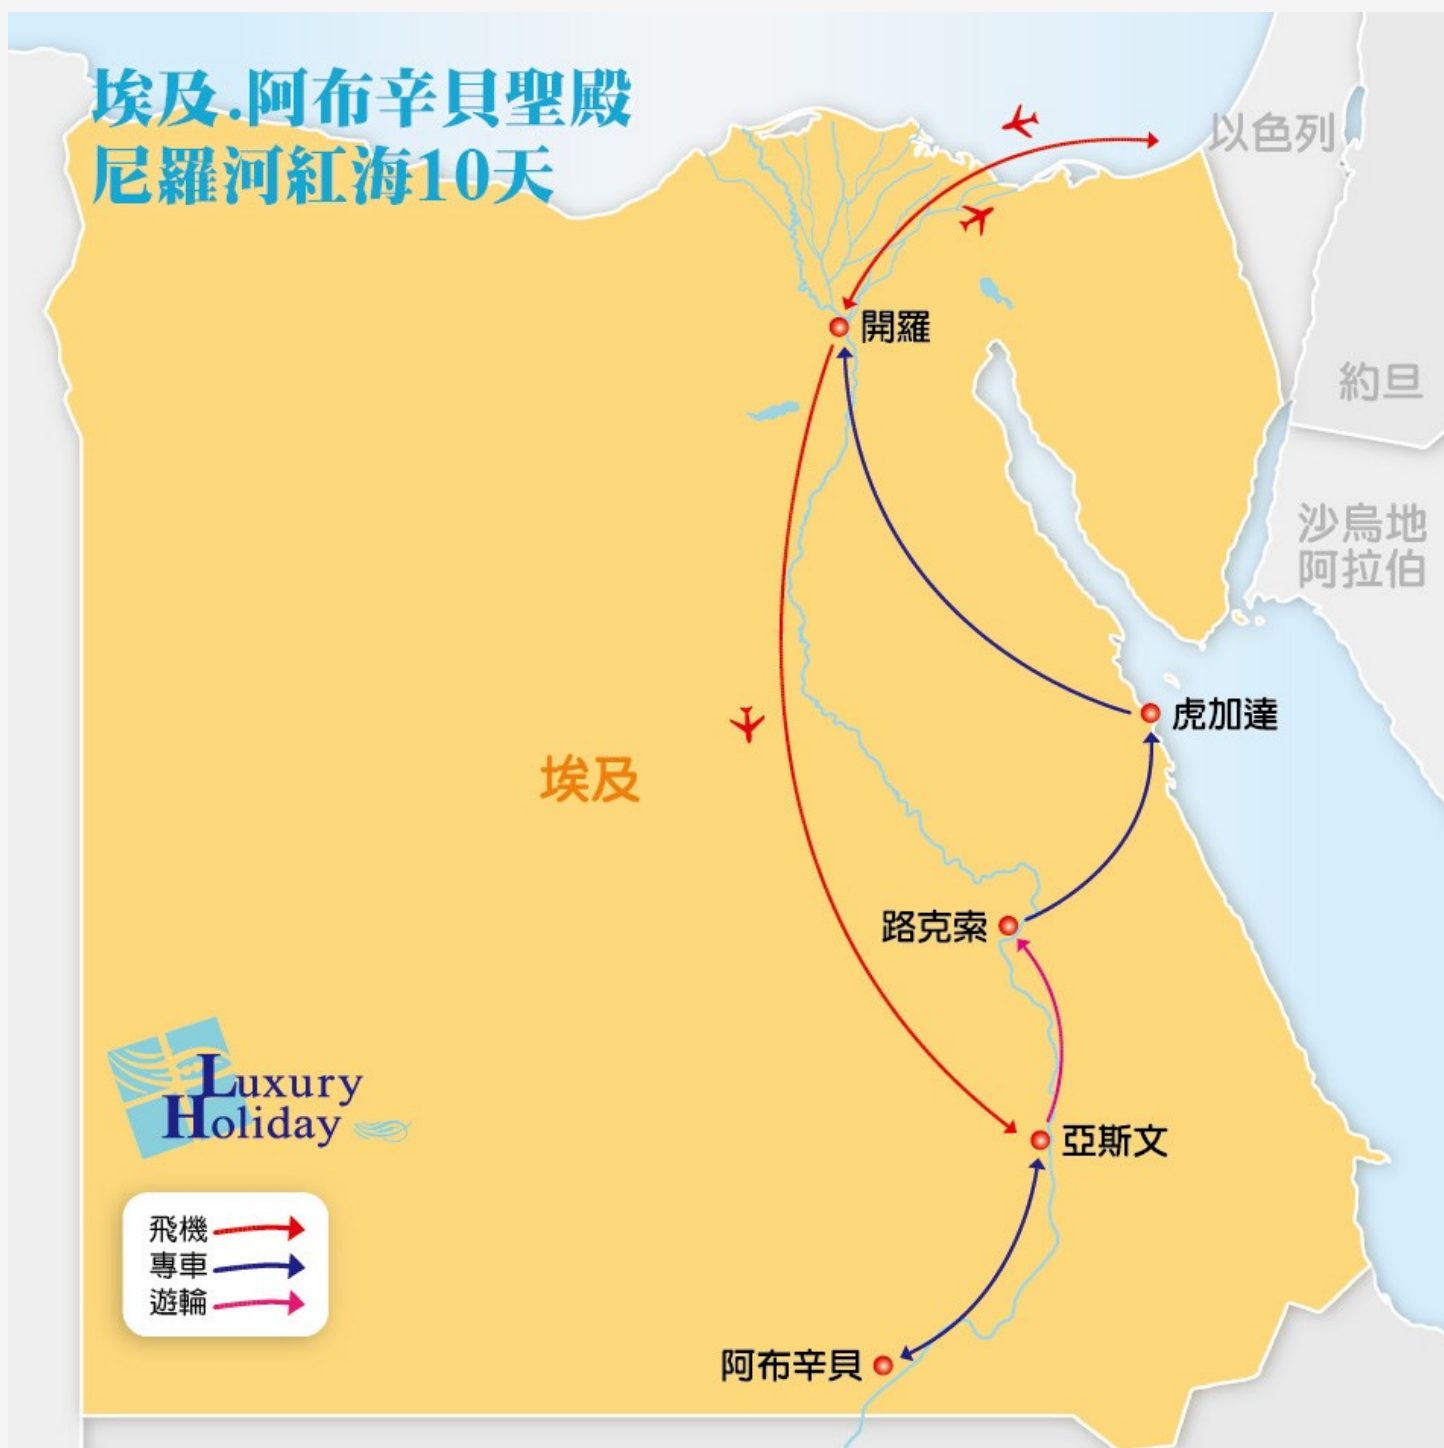 埃及.阿布辛貝聖殿
尼羅河紅海10天
以色列
開羅
約旦
沙烏地
阿拉伯
虎加達
埃及
路克索
Luxury
Holiday
亞斯文
飛機
專車
遊輪
阿布辛貝